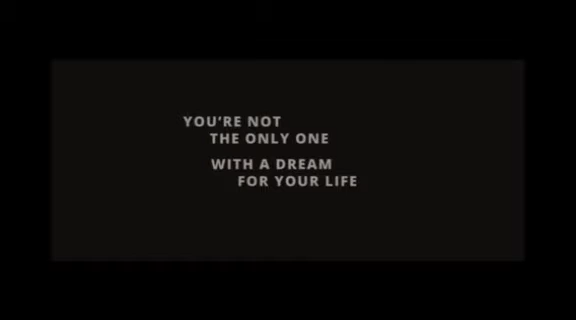 YOU’RE NOT
THE ONLY ONE
WITH A DREAM
FOR YOUR LIFE